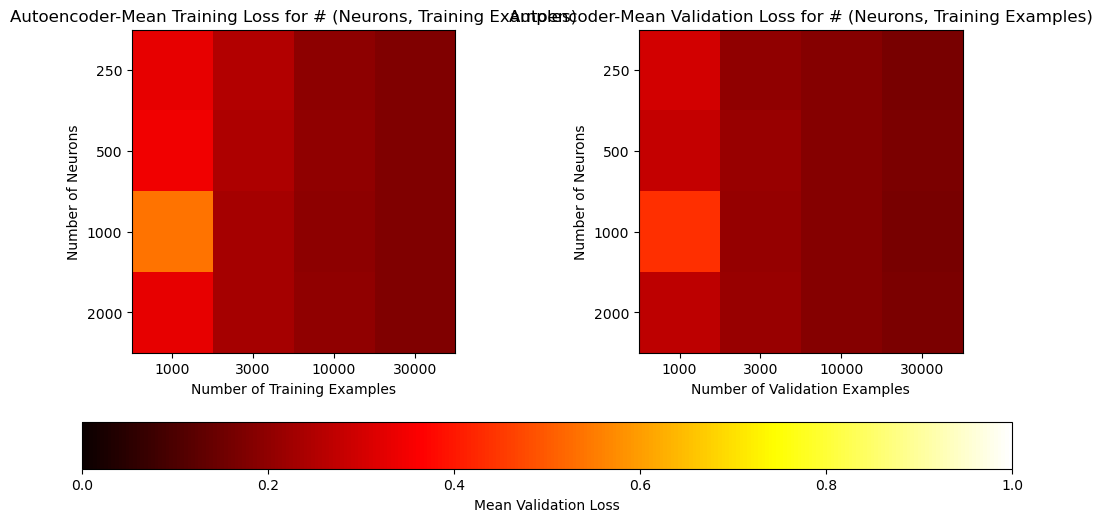 Autoencoder-Mean Training Loss for # (Neurons, Training Examples)
Autoencoder-Mean Validation Loss for # (Neurons, Training Examples)
Number of Neurons
250
500
1000
2000
1000 3000 10000 30000
Number of Training Examples
Number of Neurons
250
500
1000
2000
1000 3000 10000 30000
Number of Validation Examples
0.0 0.2 0.4 0.6 0.8 1.0
Mean Validation Loss